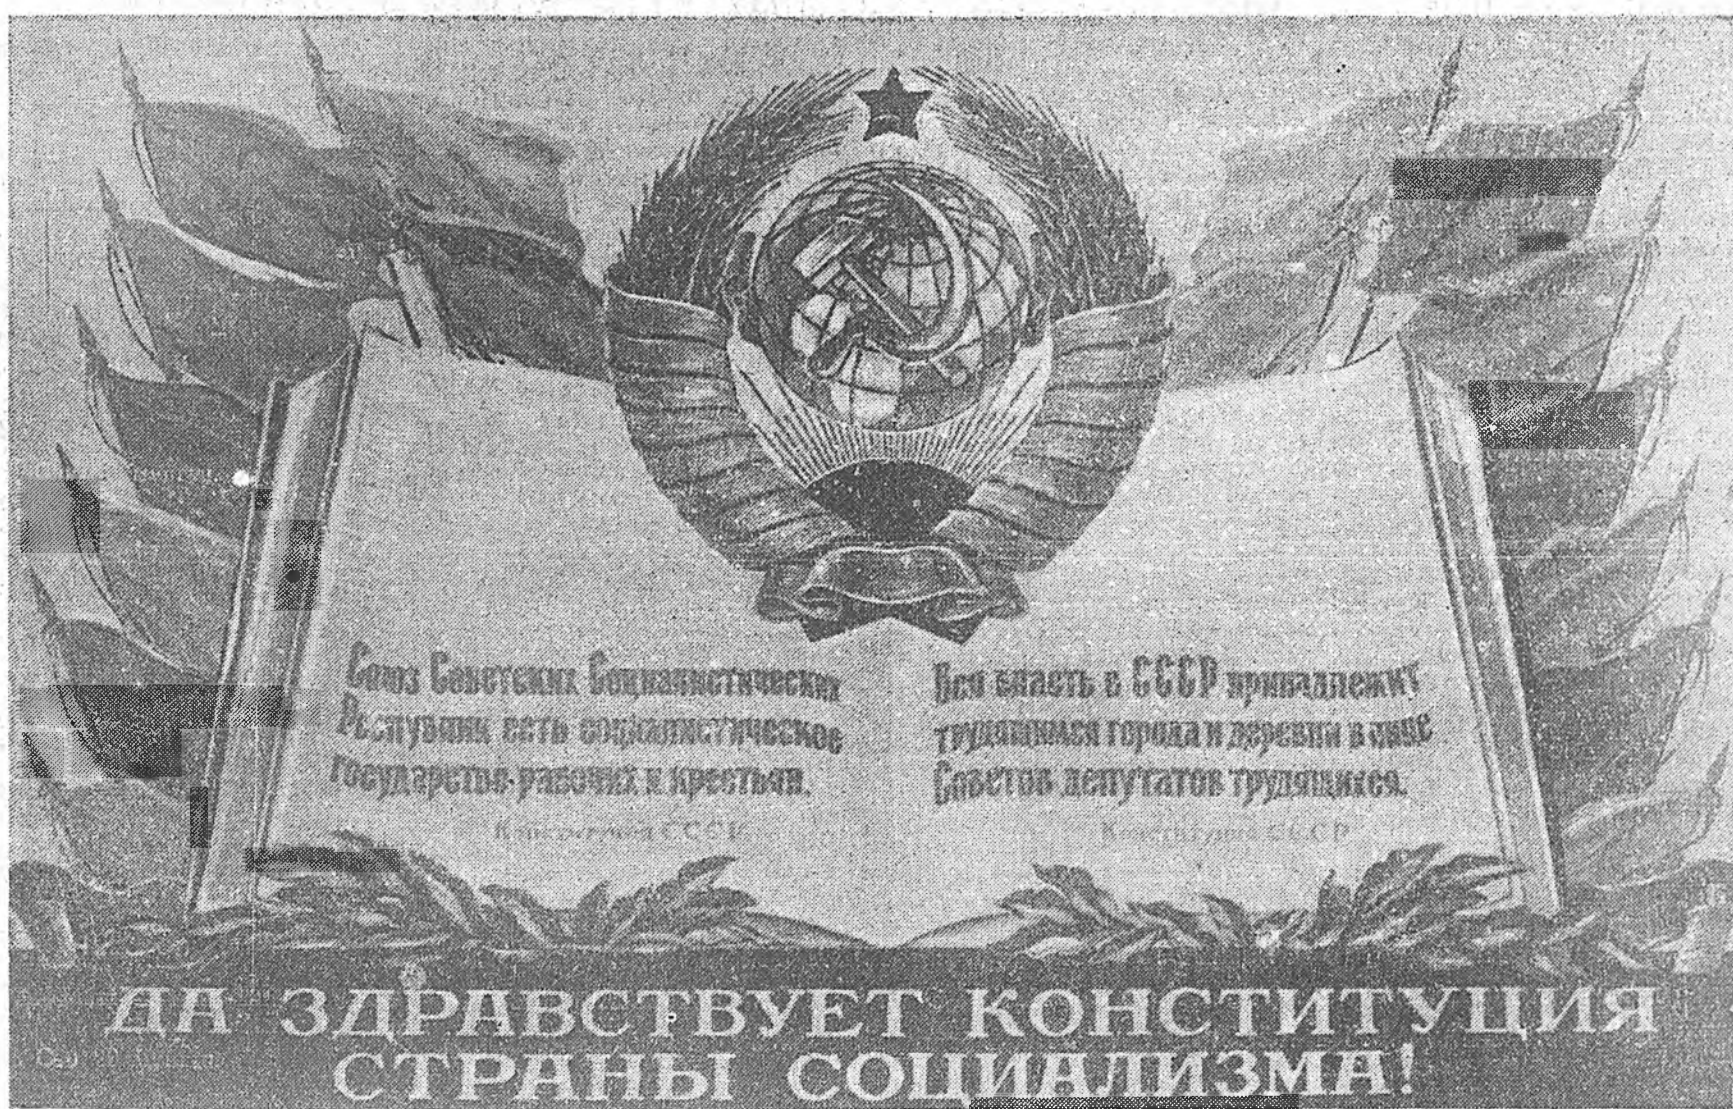 Союз Советских Социалистических
Республик есть социалистическое
государство рабочих и крестьян.
Конституция СССР
Вся власть в СССР принадлежит
трудящимся города и деревни в лице
Советов депутатов трудящихся.
Конституция СССР
ДА ЗДРАВСТВУЕТ КОНСТИТУЦИЯ
СТРАНЫ СОЦИАЛИЗМА!